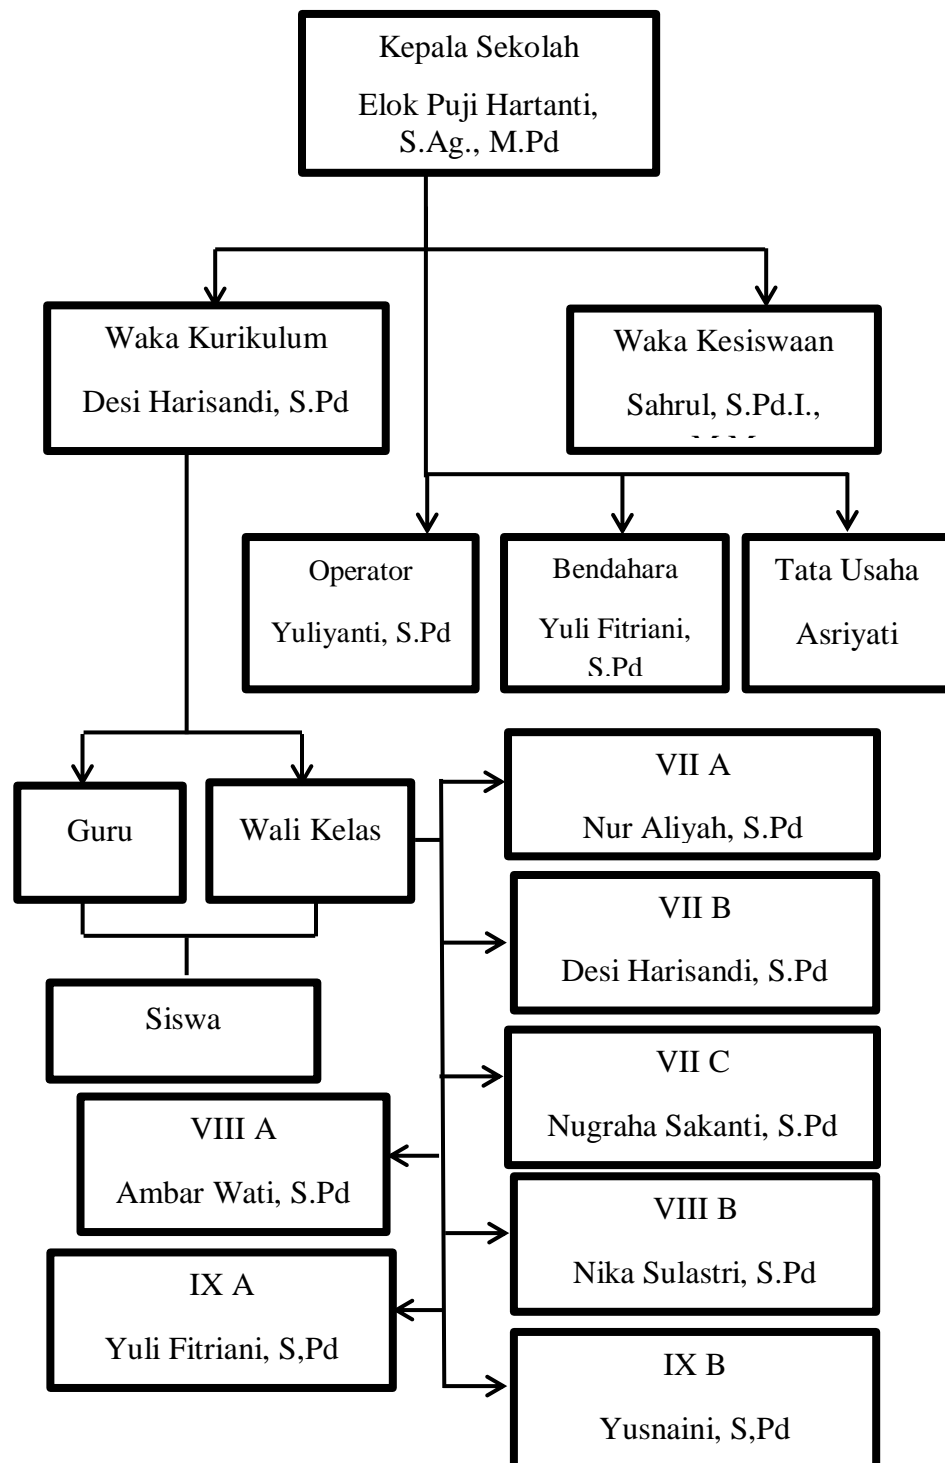 Kepala Sekolah
Elok Puji Hartanti,
S.Ag., M.Pd
Waka Kurikulum
Desi Harisandi, S.Pd
Waka Kesiswaan
Sahrul, S.Pd.I.,
Operator
Yuliyanti, S.Pd
Bendahara
Yuli Fitriani,
S.Pd
Tata Usaha
Asriyati
Guru
Wali Kelas
Siswa
VII A
Nur Aliyah, S.Pd
VII B
Desi Harisandi, S.Pd
VII C
Nugraha Sakanti, S.Pd
VIII A
Ambar Wati, S.Pd
VIII B
Nika Sulastri, S.Pd
IX A
Yuli Fitriani, S,Pd
IX B
Yusnaini, S,Pd